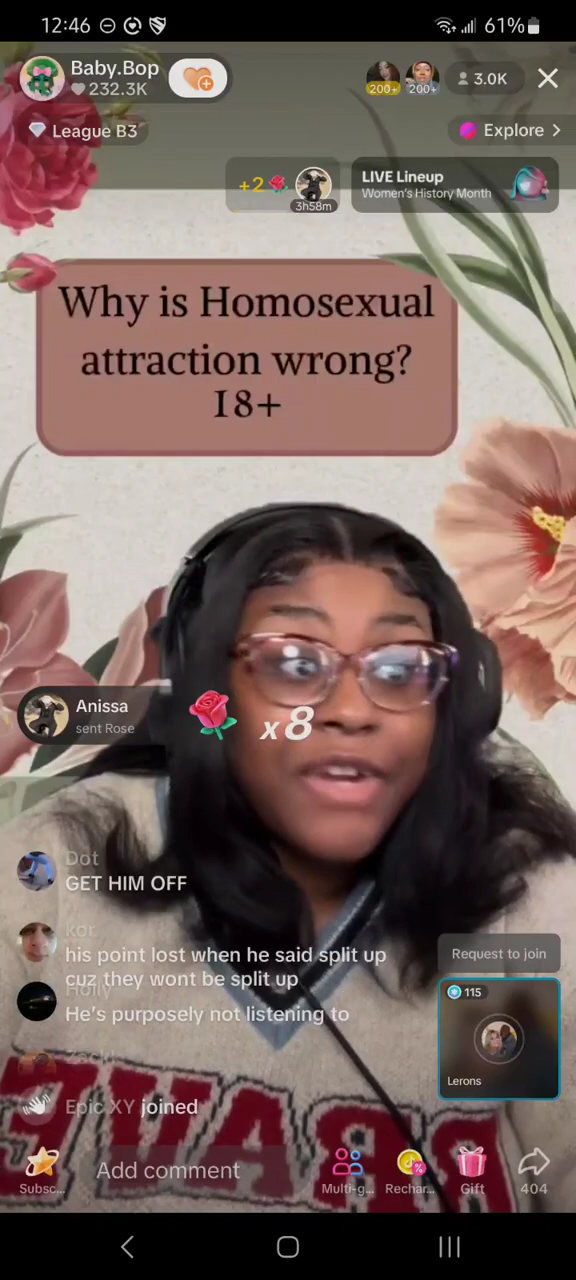 12:46
61%
Baby.Bop
232.3K
200+
200+
3.0K
League B3
Explore >
+2
3h58m
LIVE Lineup
Women's History Month
Why is Homosexual
attraction wrong?
18+
Anissa
sent Rose
x8
Dot
GET HIM OFF
kor.
his point lost when he said split up
cuz they wont be split up
Holly
He's purposely not listening to
Request to join
115
Lerons
Epic XY joined
Subsc...
Add comment
Multi-g...
Rechar...
Gift
404